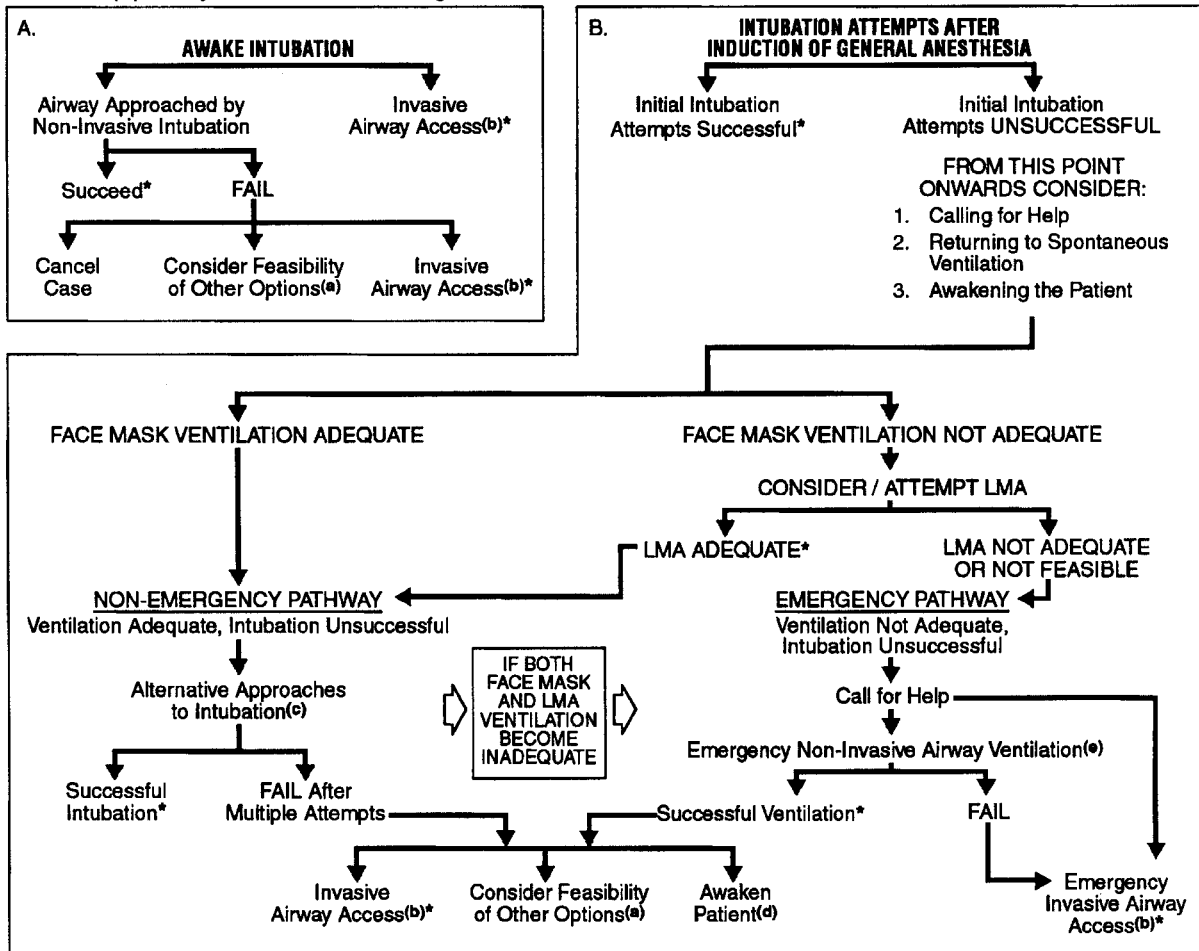 A.
AWAKE INTUBATION
Airway Approached by
Non-Invasive Intubation
Invasive
Airway Access(b)*
Succeed*
FAIL
Cancel
Case
Consider Feasibility
of Other Options(a)
Invasive
Airway Access(b)*
B.
INTUBATION ATTEMPTS AFTER
INDUCTION OF GENERAL ANESTHESIA
Initial Intubation
Attempts Successful*
Initial Intubation
Attempts UNSUCCESSFUL
FROM THIS POINT
ONWARDS CONSIDER:
1. Calling for Help
2. Returning to Spontaneous
Ventilation
3. Awakening the Patient
FACE MASK VENTILATION ADEQUATE
FACE MASK VENTILATION NOT ADEQUATE
CONSIDER / ATTEMPT LMA
LMA ADEQUATE*
LMA NOT ADEQUATE
OR NOT FEASIBLE
NON-EMERGENCY PATHWAY
Ventilation Adequate, Intubation Unsuccessful
EMERGENCY PATHWAY
Ventilation Not Adequate,
Intubation Unsuccessful
Alternative Approaches
to Intubation(c)
IF BOTH
FACE MASK
AND LMA
VENTILATION
BECOME
INADEQUATE
Call for Help
Emergency Non-Invasive Airway Ventilation(e)
Successful
Intubation*
FAIL After
Multiple Attempts
Successful Ventilation*
FAIL
Invasive
Airway Access(b)*
Consider Feasibility
of Other Options(a)
Awaken
Patient(d)
Emergency
Invasive Airway
Access(b)*